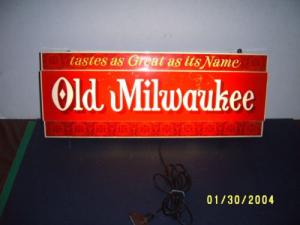 tastes as Great as its Name
Old Milwaukee
01/30/2004